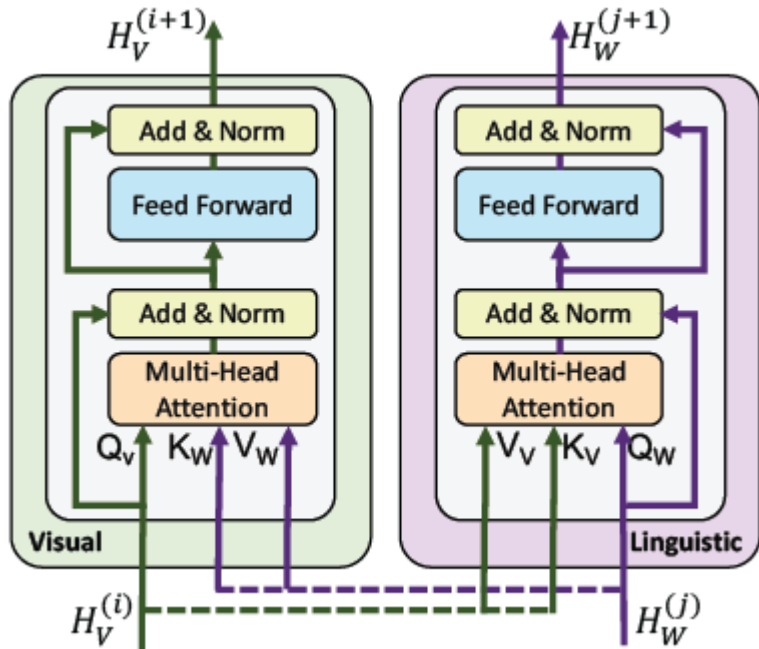 H_V^{(i+1)}
Add & Norm
Feed Forward
Add & Norm
Multi-Head
Attention
Q_v K_W V_W
Visual
H_V^{(i)}
H_W^{(j+1)}
Add & Norm
Feed Forward
Add & Norm
Multi-Head
Attention
V_V K_V Q_W
Linguistic
H_W^{(j)}